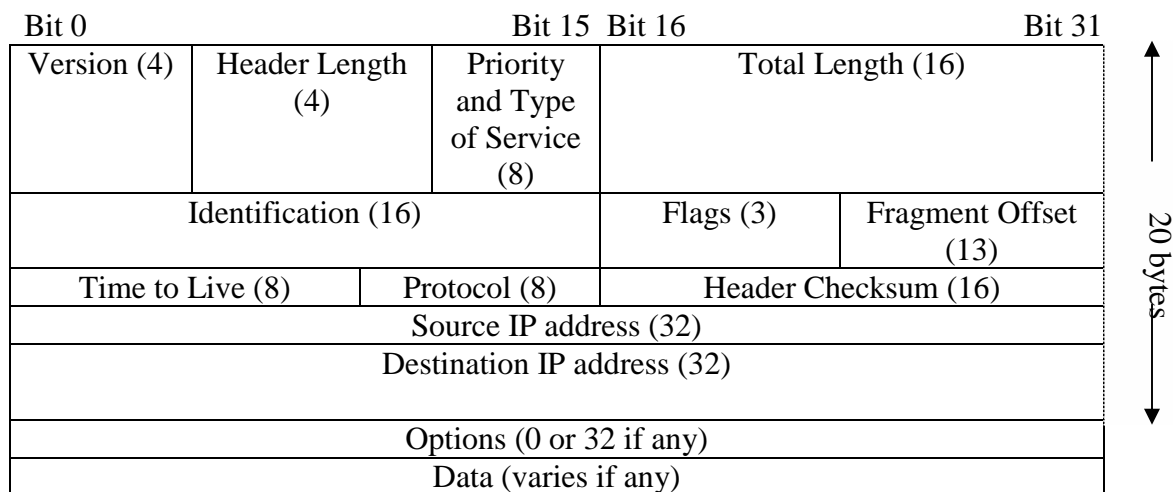 Bit 0 Bit 15 Bit 16 Bit 31
Version (4) Header Length (4) Priority and Type of Service (8) Total Length (16)
Identification (16) Flags (3) Fragment Offset (13)
Time to Live (8) Protocol (8) Header Checksum (16)
Source IP address (32)
Destination IP address (32)
Options (0 or 32 if any)
Data (varies if any)
20 bytes